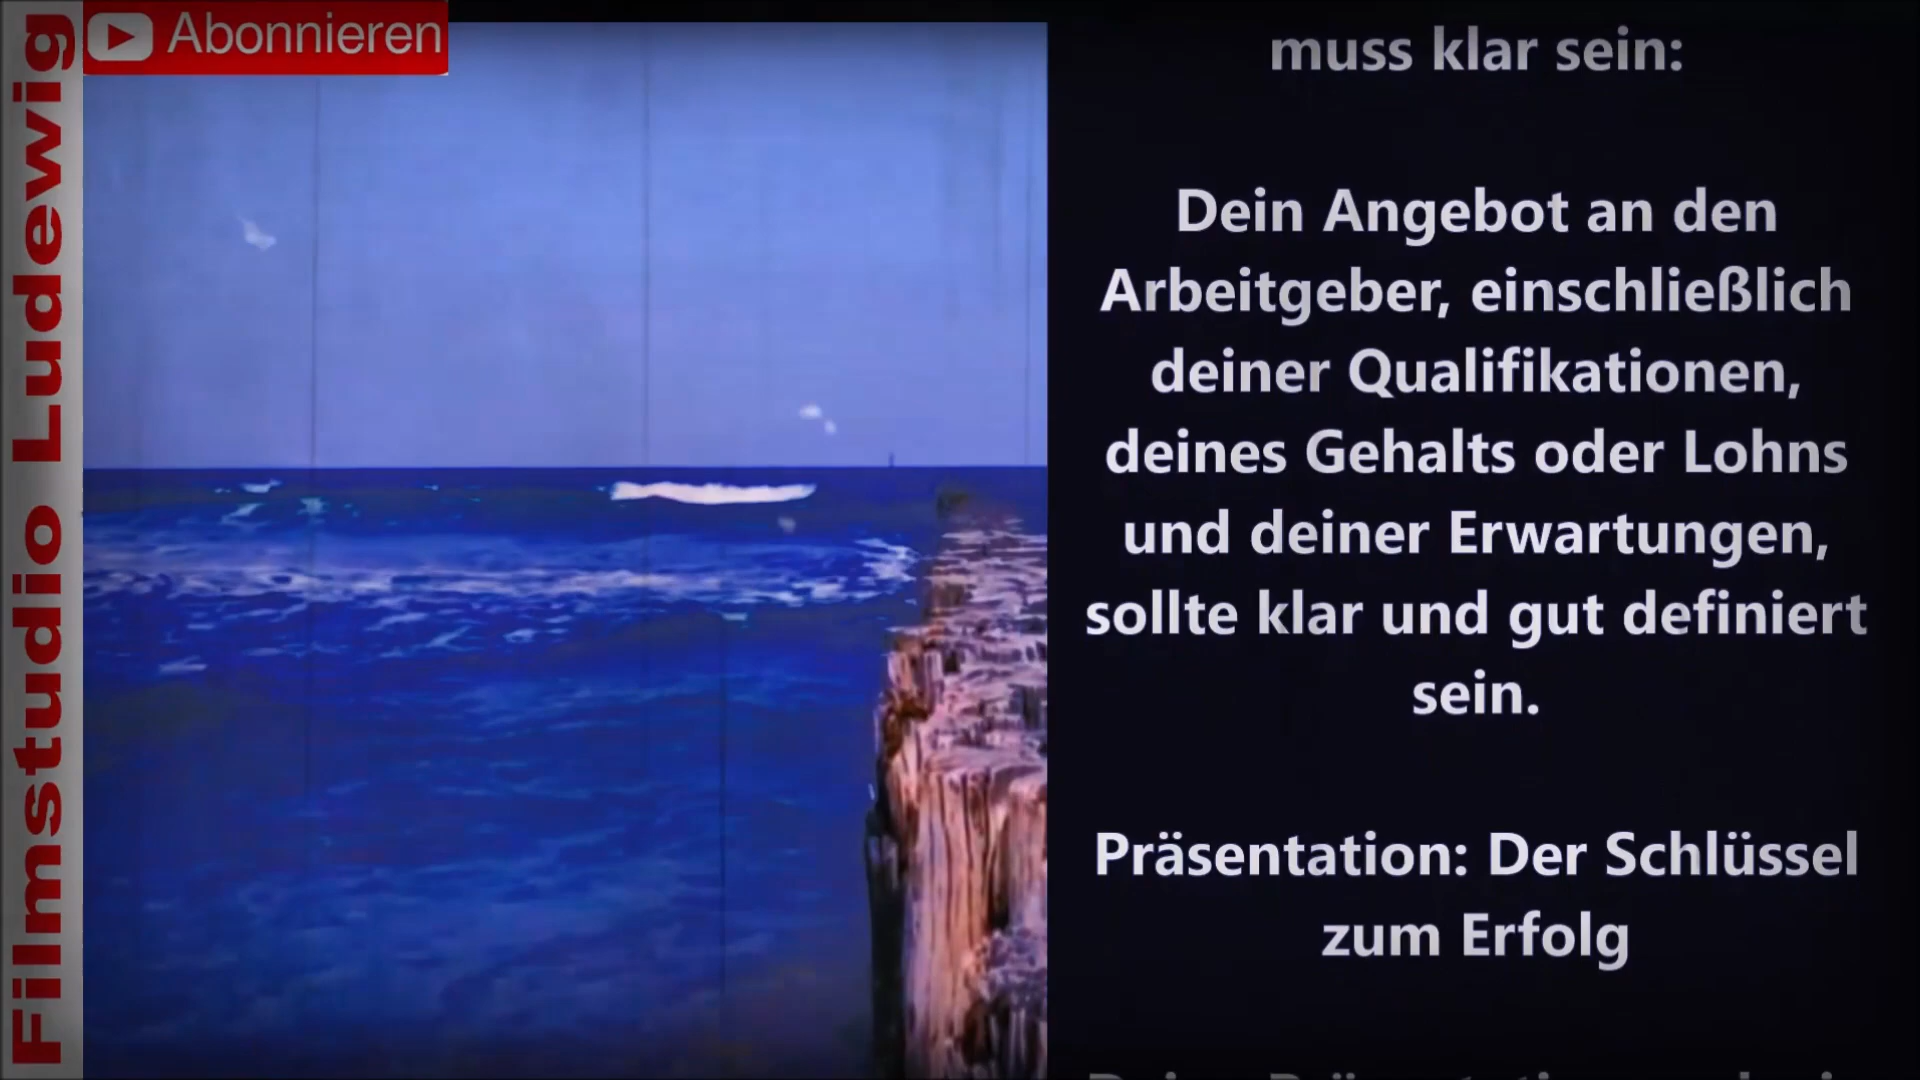 Filmstudio Ludewig
Abonnieren
muss klar sein:
Dein Angebot an den
Arbeitgeber, einschließlich
deiner Qualifikationen,
deines Gehalts oder Lohns
und deiner Erwartungen,
sollte klar und gut definiert
sein.
Präsentation: Der Schlüssel
zum Erfolg